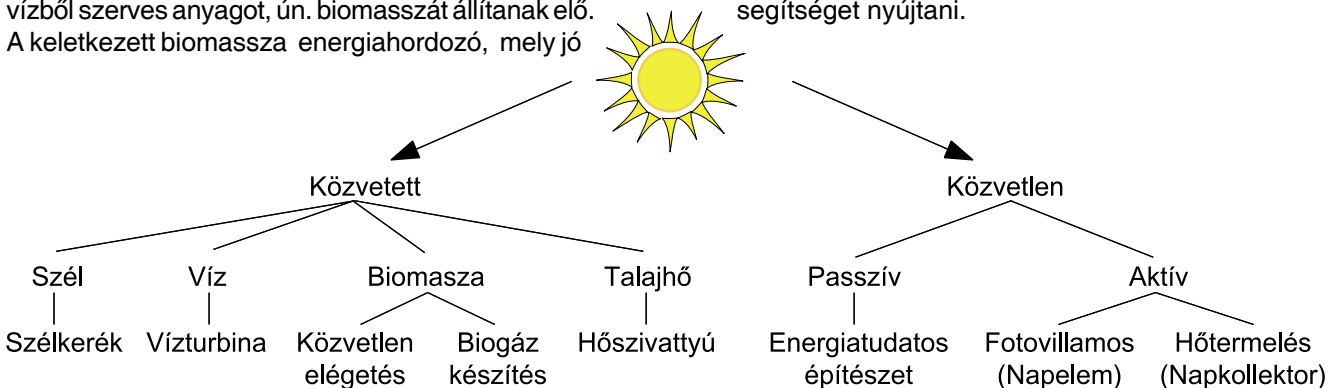 vízből szerves anyagot, ún. biomasszát állítanak elő.
A keletkezett biomassza energiahordozó, mely jó
segítséget nyújtani.
Közvetett
Közvetlen
Szél
Víz
Biomasza
Talajhő
Passzív
Aktív
Szélkerék
Vízturbina
Közvetlen
elégetés
Biogáz
készítés
Hőszivattyú
Energiatudatos
építészet
Fotovillamos
(Napelem)
Hőtermelés
(Napkollektor)